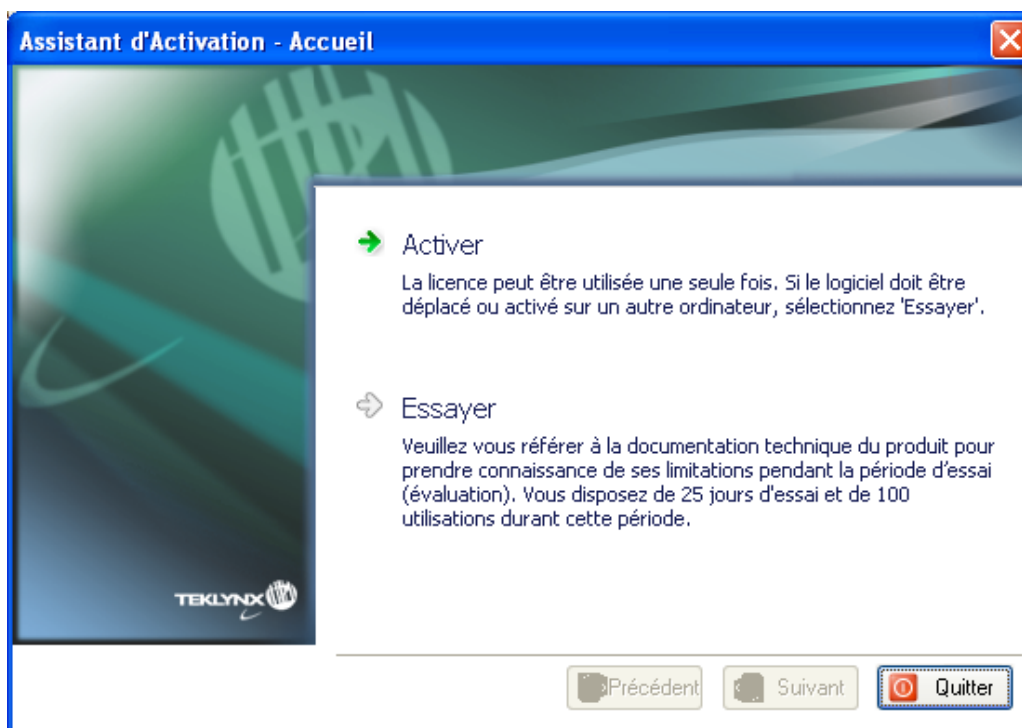 Assistant d'Activation - Accueil
Activer
La licence peut être utilisée une seule fois. Si le logiciel doit être
déplacé ou activé sur un autre ordinateur, sélectionnez 'Essayer'.
Essayer
Veuillez vous référer à la documentation technique du produit pour
prendre connaissance de ses limitations pendant la période d'essai
(évaluation). Vous disposez de 25 jours d'essai et de 100
utilisations durant cette période.
TEKLYNX
Précédent
Suivant
Quitter